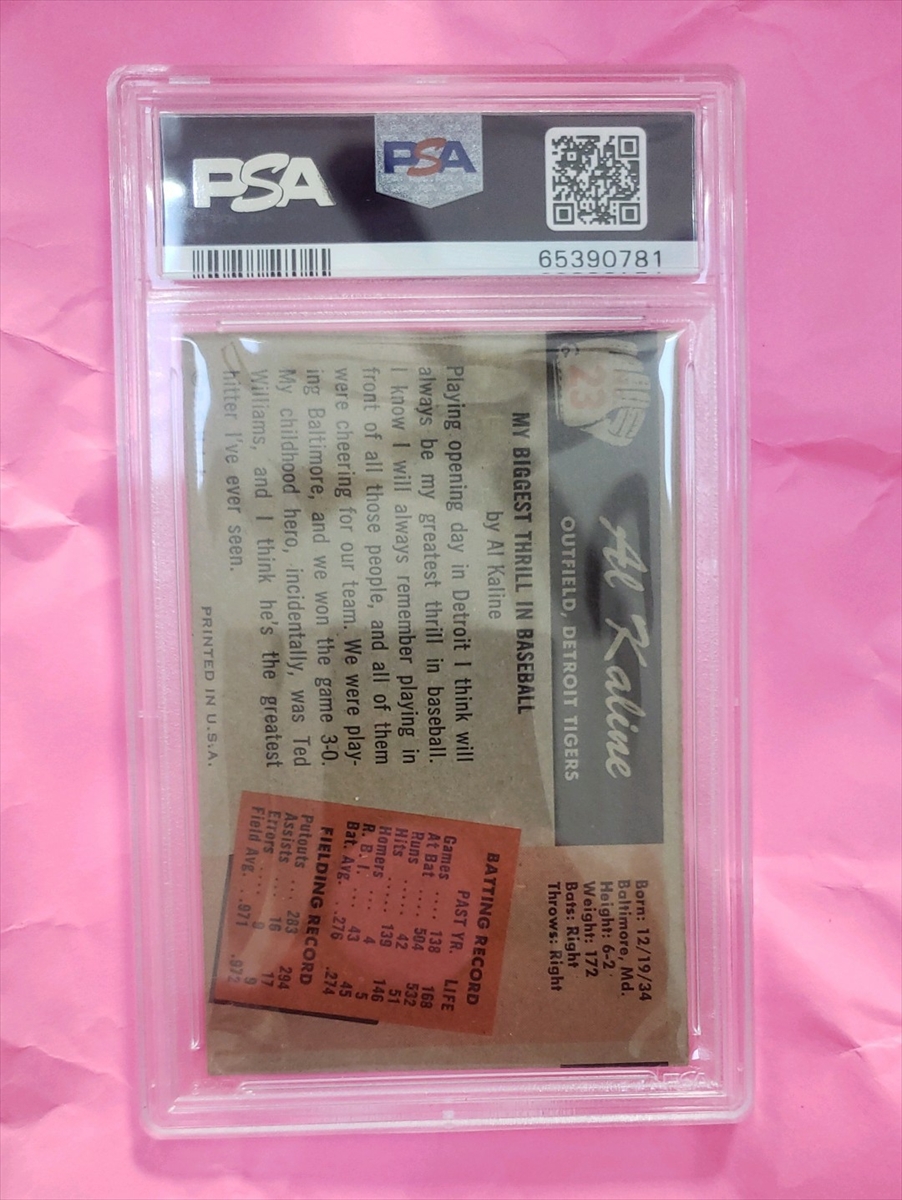 PSA
PSA
65390781
23
Al Kaline
OUTFIELD, DETROIT TIGERS
Born: 12/19/34
Baltimore, Md.
Height: 6-2
Weight: 172
Bats: Right
Throws: Right
MY BIGGEST THRILL IN BASEBALL
by Al Kaline
Playing opening day in Detroit I think will
always be my greatest thrill in baseball.
I know I will always remember playing in
front of all those people, and all of them
were cheering for our team. We were play-
ing Baltimore, and we won the game 3-0.
My childhood hero, incidentally, was Ted
Williams, and I think he's the greatest
hitter I've ever seen.
BATTING RECORD
PAST YR. LIFE
Games .... 138 168
At Bat .... 504 532
Runs ..... 42 51
Hits ..... 139 146
Homers .... 4 5
R. B. I. .... 43 45
Bat. Avg. ... .276 .274
FIELDING RECORD
Putouts ... 283 294
Assists .... 16 17
Errors .... 9 9
Field Avg. .. .971 .972
PRINTED IN U.S.A.